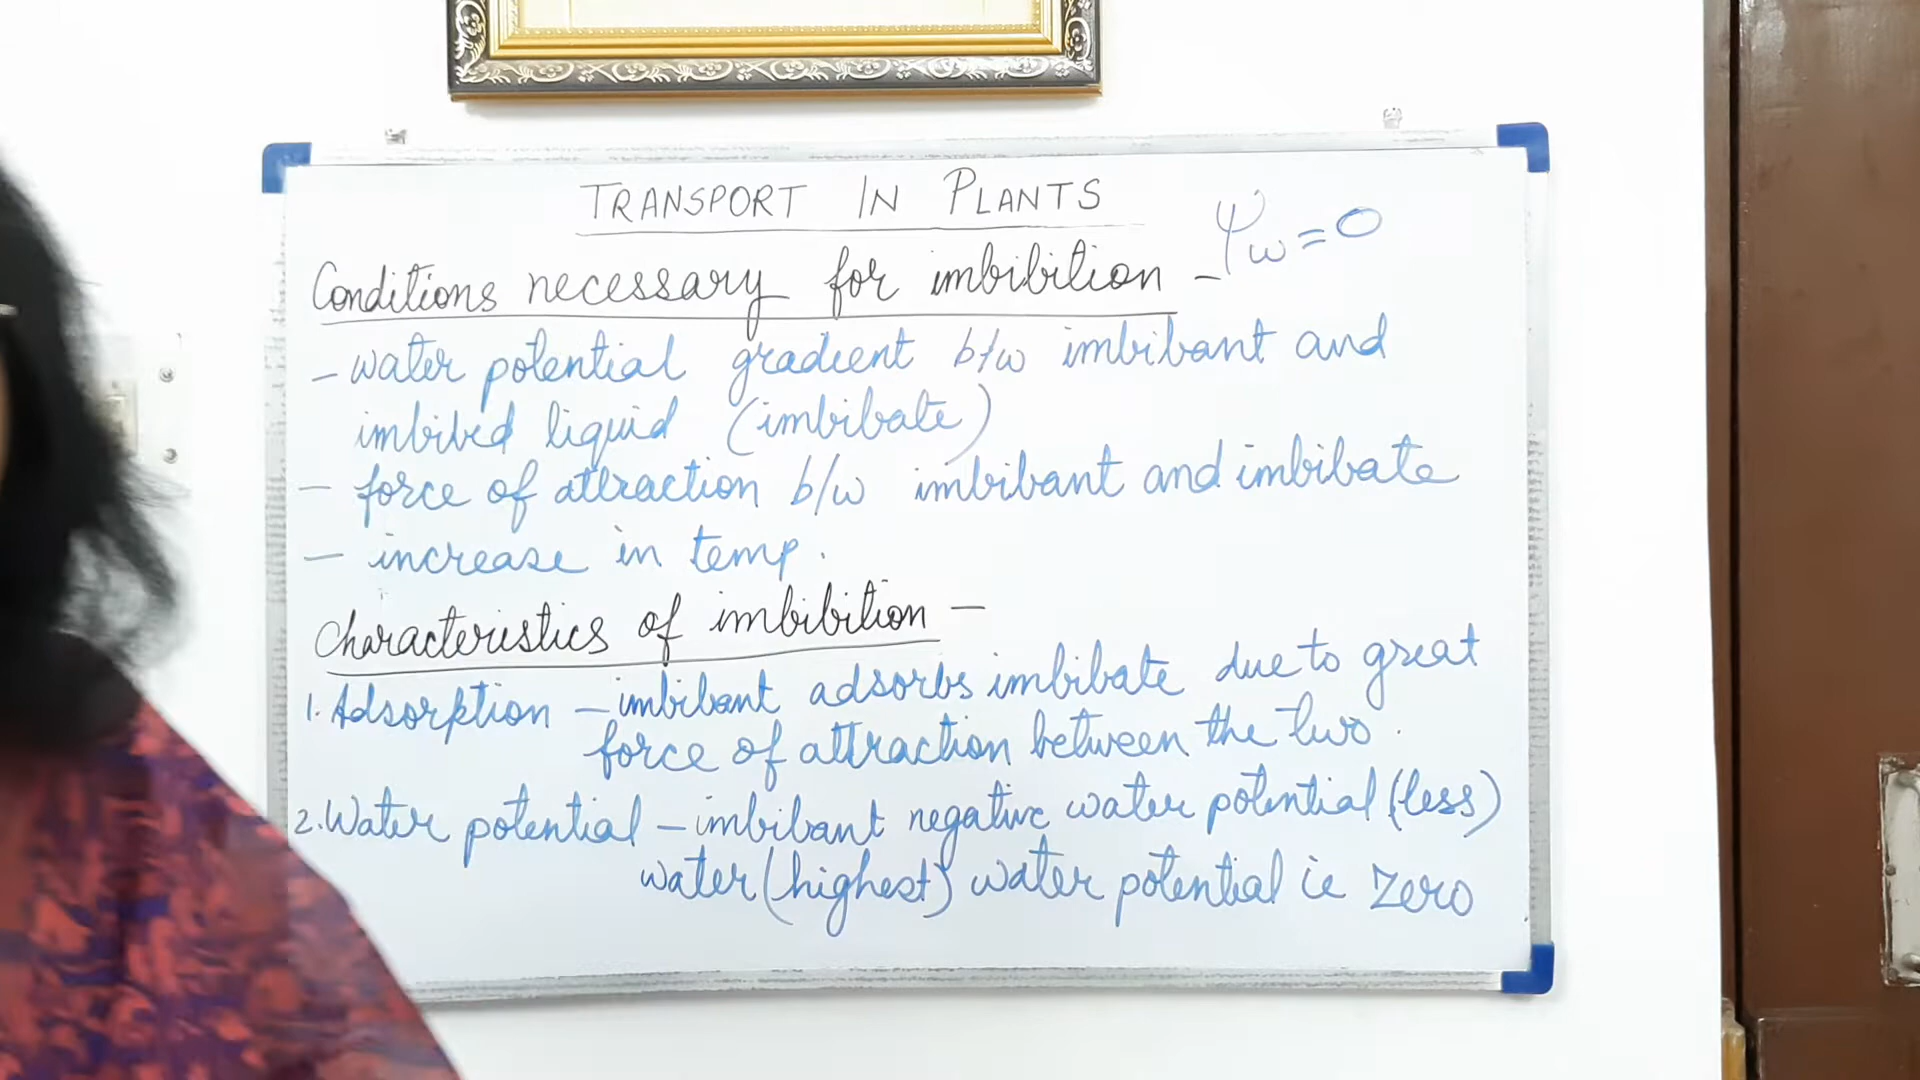 TRANSPORT IN PLANTS
Ψw = 0
Conditions necessary for imbibition -
- water potential gradient b/w imbibant and
imbibed liquid (imbibate)
- force of attraction b/w imbibant and imbibate
- increase in temp.
Characteristics of imbibition -
1. Adsorption - imbibant adsorbs imbibate due to great
force of attraction between the two.
2. Water potential - imbibant negative water potential (less)
water (highest) water potential ie zero